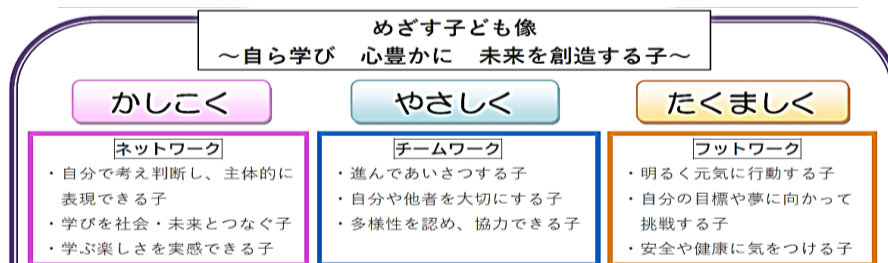 めざす子ども像
～自ら学び　心豊かに　未来を創造する子～
かしこく
ネットワーク
・自分で考え判断し、主体的に
表現できる子
・学びを社会・未来とつなぐ子
・学ぶ楽しさを実感できる子
やさしく
チームワーク
・進んであいさつする子
・自分や他者を大切にする子
・多様性を認め、協力できる子
たくましく
フットワーク
・明るく元気に行動する子
・自分の目標や夢に向かって
挑戦する子
・安全や健康に気をつける子